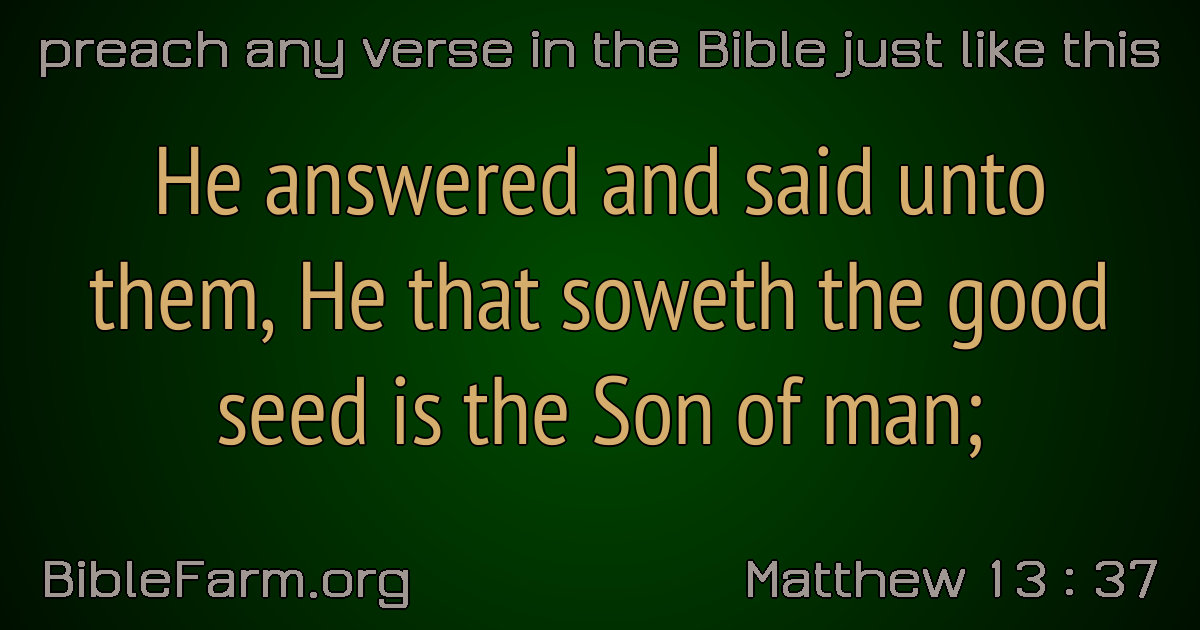 preach any verse in the Bible just like this
He answered and said unto
them, He that soweth the good
seed is the Son of man;
BibleFarm.org
Matthew 13 : 37